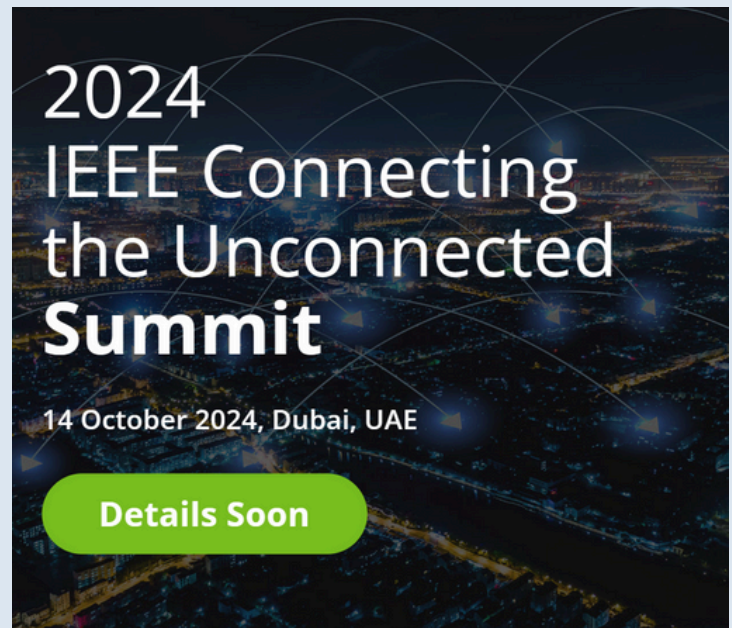 2024
IEEE Connecting
the Unconnected
Summit
14 October 2024, Dubai, UAE
Details Soon